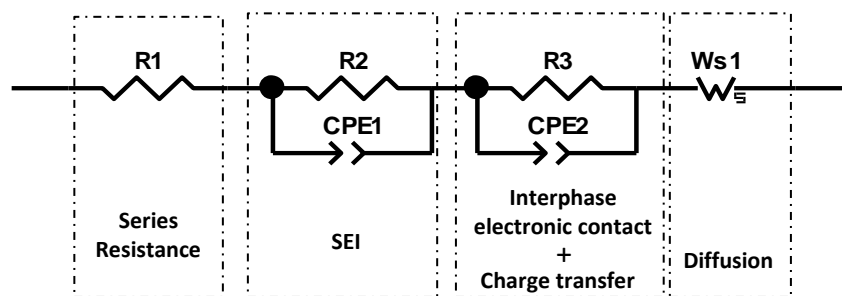 R1
R2
R3
Ws1
CPE1
CPE2
Series
Resistance
SEI
Interphase
electronic contact
+
Charge transfer
Diffusion